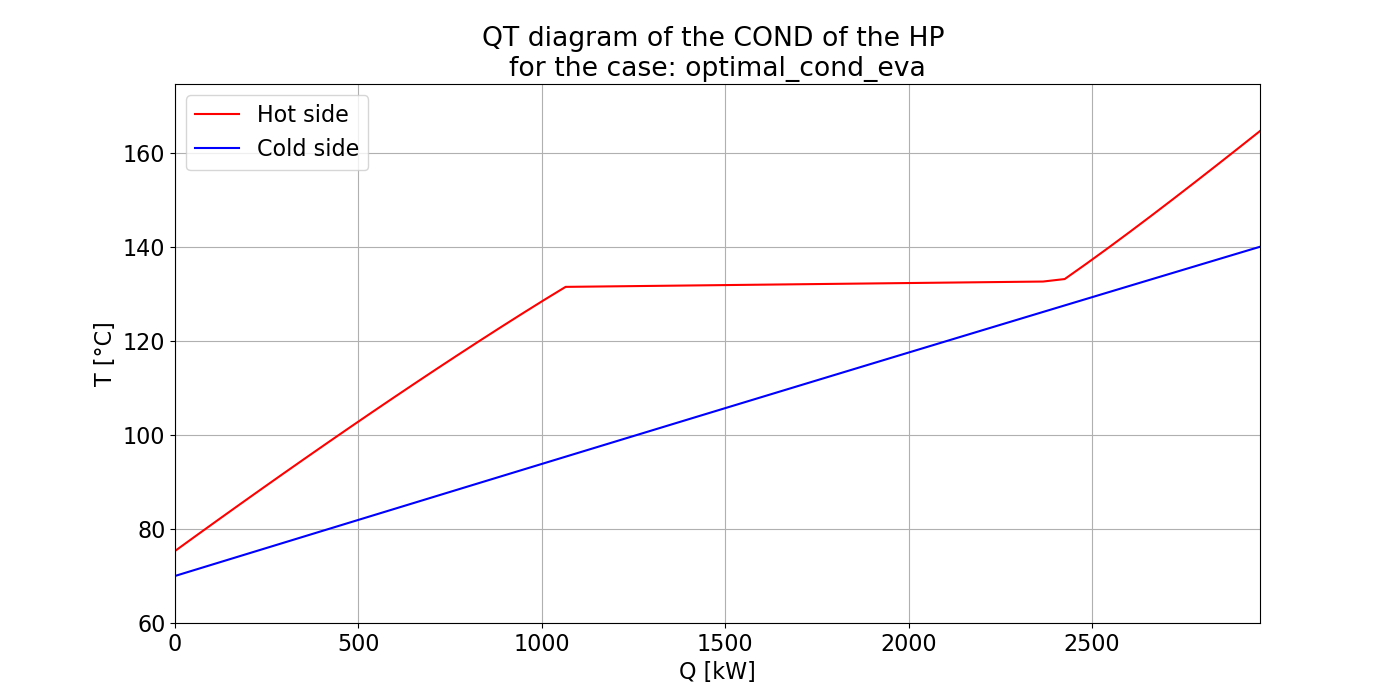 QT diagram of the COND of the HP
for the case: optimal_cond_eva
Hot side
Cold side
160
140
120
100
80
60
T [°C]
0 500 1000 1500 2000 2500
Q [kW]